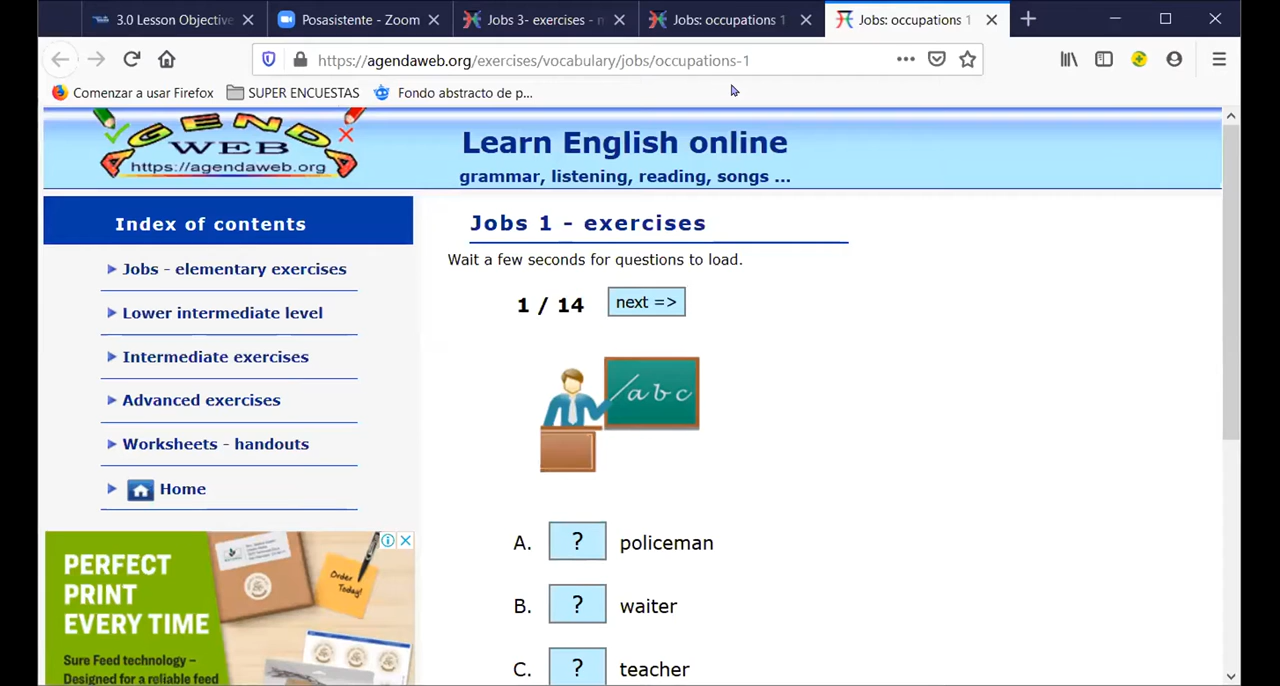 3.0 Lesson Objective
Posasistente - Zoom
Jobs 3- exercises -
Jobs: occupations 1
Jobs: occupations 1
https://agendaweb.org/exercises/vocabulary/jobs/occupations-1
Comenzar a usar Firefox
SUPER ENCUESTAS
Fondo abstracto de p...
AGENDA
WEB
https://agendaweb.org
Learn English online
grammar, listening, reading, songs ...
Index of contents
Jobs - elementary exercises
Lower intermediate level
Intermediate exercises
Advanced exercises
Worksheets - handouts
Home
Jobs 1 - exercises
Wait a few seconds for questions to load.
1 / 14
next =>
abc
A. ? policeman
B. ? waiter
C. ? teacher
PERFECT
PRINT
EVERY TIME
Sure Feed technology –
Designed for a reliable feed
Order
Today!